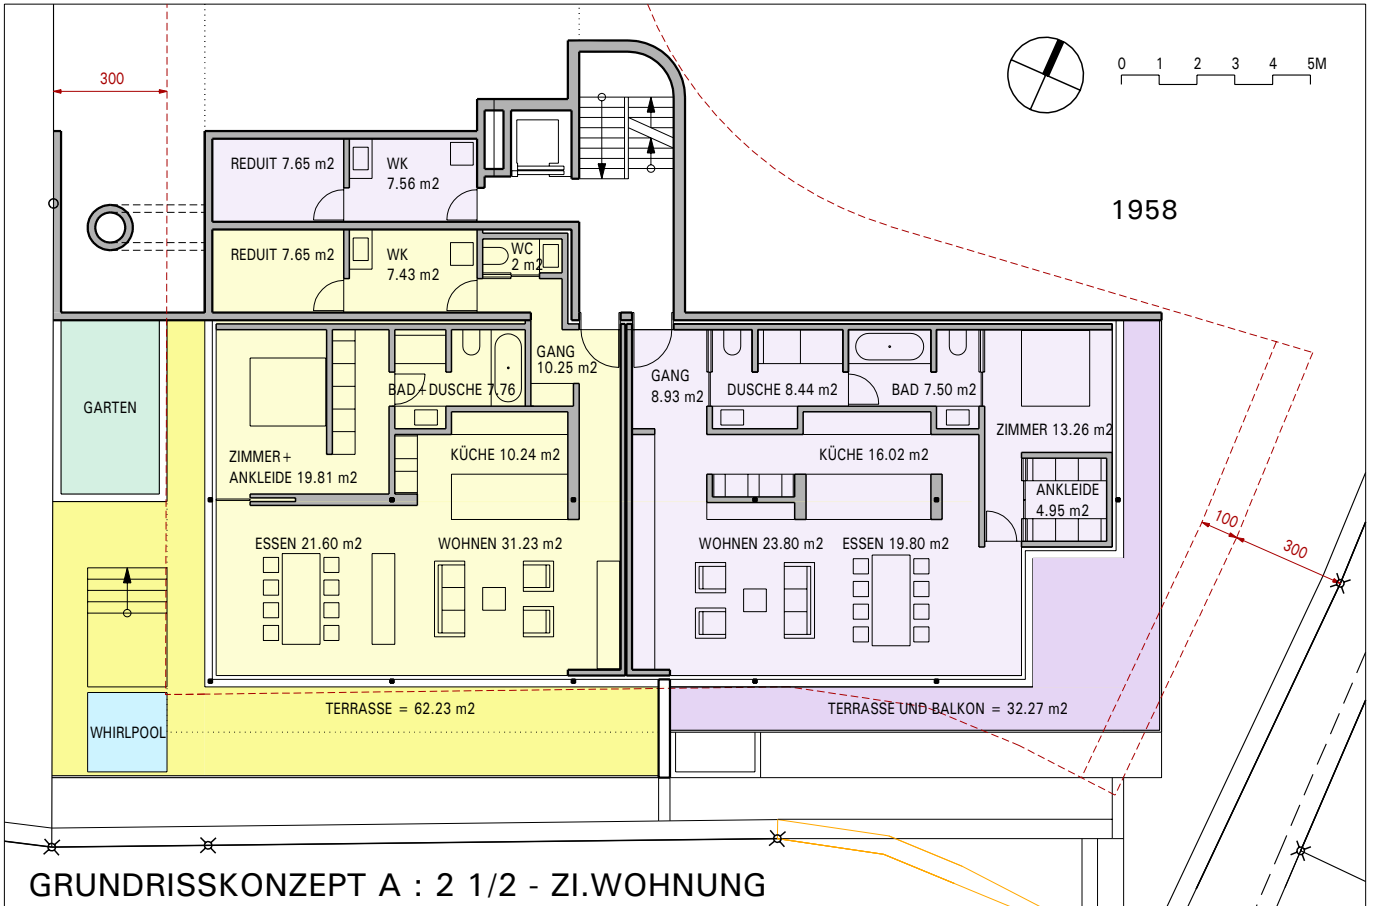 300
0 1 2 3 4 5M
REDUIT 7.65 m2
WK
7.56 m2
1958
REDUIT 7.65 m2
WK
7.43 m2
WC
2 m2
GANG
10.25 m2
GANG
8.93 m2
BAD+DUSCHE 7.76
DUSCHE 8.44 m2
BAD 7.50 m2
GARTEN
ZIMMER 13.26 m2
ZIMMER+
ANKLEIDE 19.81 m2
KÜCHE 10.24 m2
KÜCHE 16.02 m2
ANKLEIDE
4.95 m2
100
300
ESSEN 21.60 m2
WOHNEN 31.23 m2
WOHNEN 23.80 m2
ESSEN 19.80 m2
TERRASSE = 62.23 m2
TERRASSE UND BALKON = 32.27 m2
WHIRLPOOL
GRUNDRISSKONZEPT A : 2 1/2 - ZI.WOHNUNG